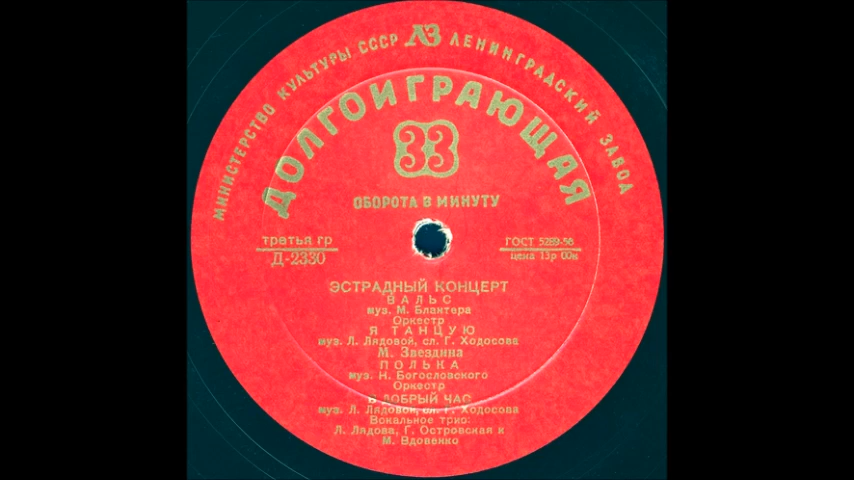 МИНИСТЕРСТВО КУЛЬТУРЫ СССР ЛЗ ЛЕНИНГРАДСКИЙ ЗАВОД
ДОЛГОИГРАЮЩАЯ
33
ОБОРОТА В МИНУТУ
третья гр
Д-2330
ГОСТ 5289-56
цена 13р 00к
ЭСТРАДНЫЙ КОНЦЕРТ
ВАЛЬС
муз. М. Блантера
Оркестр
Я ТАНЦУЮ
муз. Л. Лядовой, сл. Г. Ходосова
М. Звездина
ПОЛЬКА
муз. Н. Богословского
Оркестр
В ДОБРЫЙ ЧАС
муз. Л. Лядовой, сл. Г. Ходосова
Вокальное трио:
Л. Лядова, Г. Островская и
М. Вдовенко